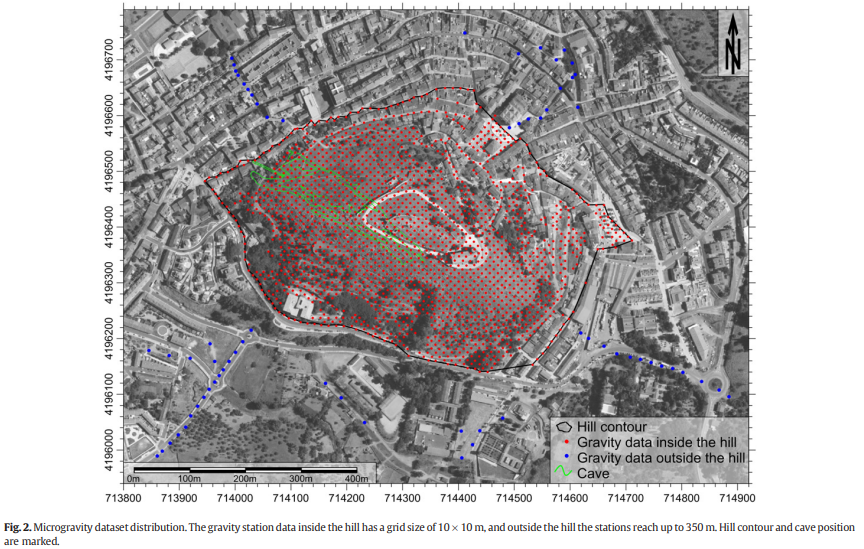 N
4196700
4196600
4196500
4196400
4196300
4196200
4196100
4196000
Hill contour
Gravity data inside the hill
Gravity data outside the hill
Cave
0m 100m 200m 300m 400m
713800 713900 714000 714100 714200 714300 714400 714500 714600 714700 714800 714900
Fig. 2. Microgravity dataset distribution. The gravity station data inside the hill has a grid size of 10 × 10 m, and outside the hill the stations reach up to 350 m. Hill contour and cave position
are marked.